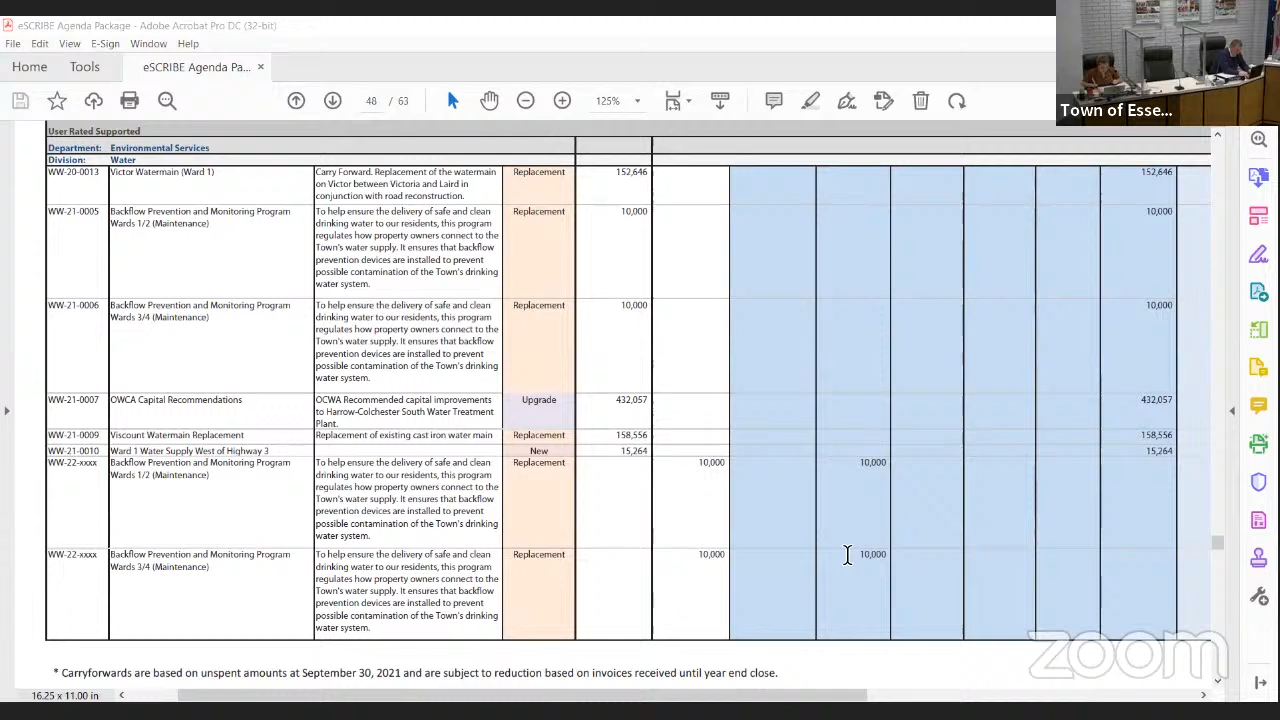 eSCRIBE Agenda Package - Adobe Acrobat Pro DC (32-bit)
File Edit View E-Sign Window Help
Home Tools eSCRIBE Agenda Pa... ×
48 / 63 125%
Town of Esse...
User Rated Supported
Department: Environmental Services
Division: Water
WW-20-0013 Victor Watermain (Ward 1) Carry Forward. Replacement of the watermain Replacement 152,646 152,646
on Victor between Victoria and Laird in
conjunction with road reconstruction.
WW-21-0005 Backflow Prevention and Monitoring Program To help ensure the delivery of safe and clean Replacement 10,000 10,000
Wards 1/2 (Maintenance) drinking water to our residents, this program
regulates how property owners connect to the
Town's water supply. It ensures that backflow
prevention devices are installed to prevent
possible contamination of the Town's drinking
water system.
WW-21-0006 Backflow Prevention and Monitoring Program To help ensure the delivery of safe and clean Replacement 10,000 10,000
Wards 3/4 (Maintenance) drinking water to our residents, this program
regulates how property owners connect to the
Town's water supply. It ensures that backflow
prevention devices are installed to prevent
possible contamination of the Town's drinking
water system.
WW-21-0007 OWCA Capital Recommendations OCWA Recommended capital improvements Upgrade 432,057 432,057
to Harrow-Colchester South Water Treatment
Plant.
WW-21-0009 Viscount Watermain Replacement Replacement of existing cast iron water main Replacement 158,556 158,556
WW-21-0010 Ward 1 Water Supply West of Highway 3 New 15,264 15,264
WW-22-xxxx Backflow Prevention and Monitoring Program To help ensure the delivery of safe and clean Replacement 10,000 10,000
Wards 1/2 (Maintenance) drinking water to our residents, this program
regulates how property owners connect to the
Town's water supply. It ensures that backflow
prevention devices are installed to prevent
possible contamination of the Town's drinking
water system.
WW-22-xxxx Backflow Prevention and Monitoring Program To help ensure the delivery of safe and clean Replacement 10,000 10,000
Wards 3/4 (Maintenance) drinking water to our residents, this program
regulates how property owners connect to the
Town's water supply. It ensures that backflow
prevention devices are installed to prevent
possible contamination of the Town's drinking
water system.
zoom
* Carryforwards are based on unspent amounts at September 30, 2021 and are subject to reduction based on invoices received until year end close.
16.25 x 11.00 in